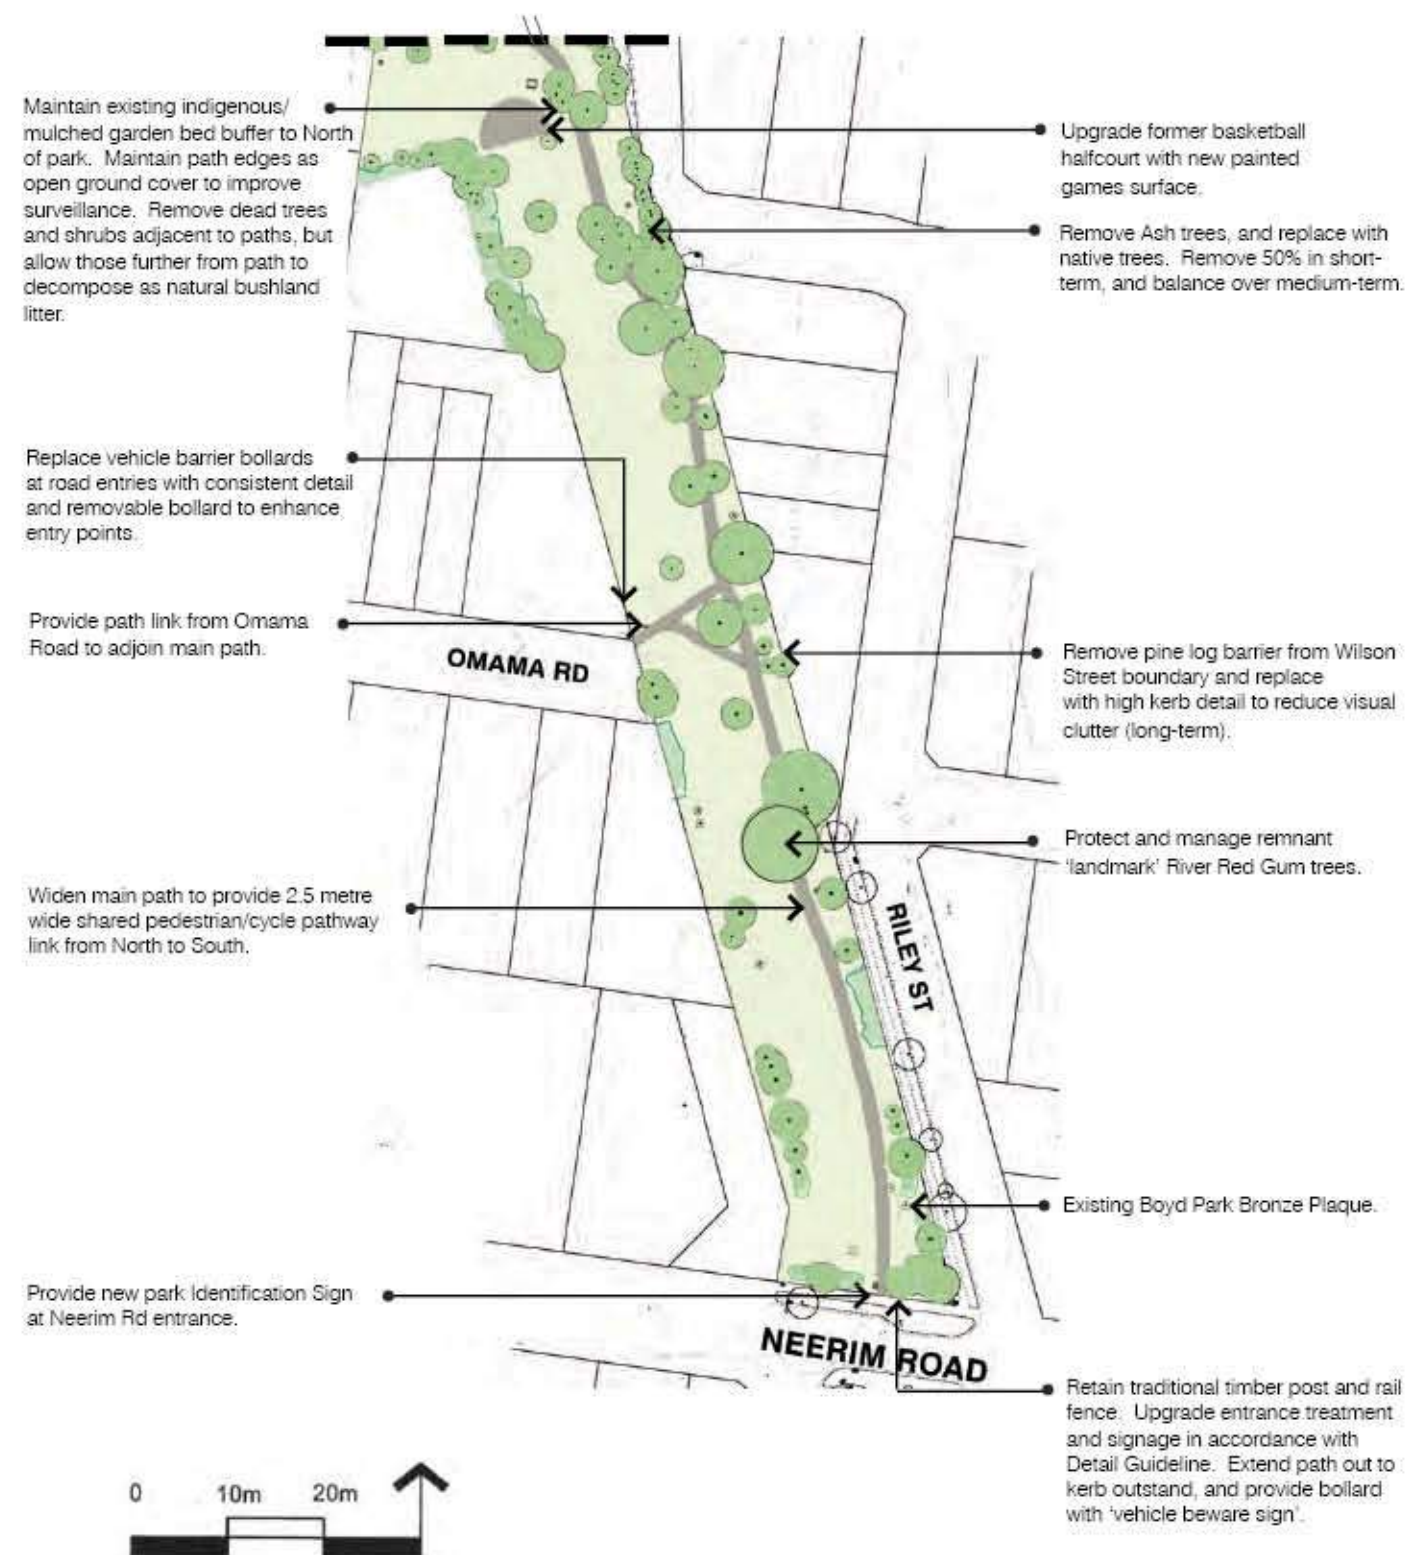 Maintain existing indigenous/
mulched garden bed buffer to North
of park. Maintain path edges as
open ground cover to improve
surveillance. Remove dead trees
and shrubs adjacent to paths, but
allow those further from path to
decompose as natural bushland
litter.
Upgrade former basketball
halfcourt with new painted
games surface.
Remove Ash trees, and replace with
native trees. Remove 50% in short-
term, and balance over medium-term.
Replace vehicle barrier bollards
at road entries with consistent detail
and removable bollard to enhance
entry points.
Provide path link from Omama
Road to adjoin main path.
OMAMA RD
Remove pine log barrier from Wilson
Street boundary and replace
with high kerb detail to reduce visual
clutter (long-term).
Protect and manage remnant
'landmark' River Red Gum trees.
Widen main path to provide 2.5 metre
wide shared pedestrian/cycle pathway
link from North to South.
RILEY ST
Existing Boyd Park Bronze Plaque.
Provide new park Identification Sign
at Neerim Rd entrance.
NEERIM ROAD
Retain traditional timber post and rail
fence. Upgrade entrance treatment
and signage in accordance with
Detail Guideline. Extend path out to
kerb outstand, and provide bollard
with 'vehicle beware sign'.
0 10m 20m